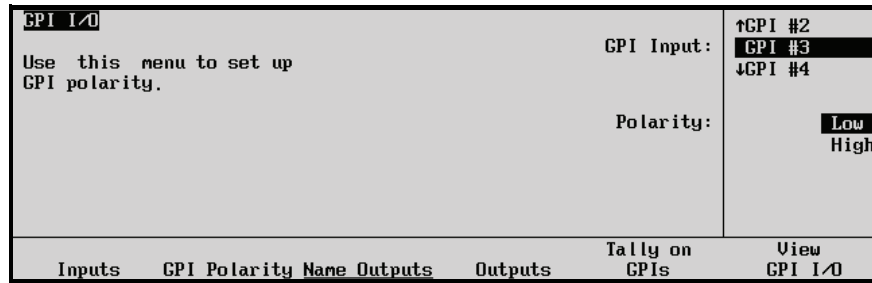 GPI I/O
Use this menu to set up
GPI polarity.
GPI Input:
↑GPI #2
GPI #3
↓GPI #4
Polarity:
Low
High
Inputs
GPI Polarity
Name Outputs
Outputs
Tally on
GPIs
View
GPI I/O